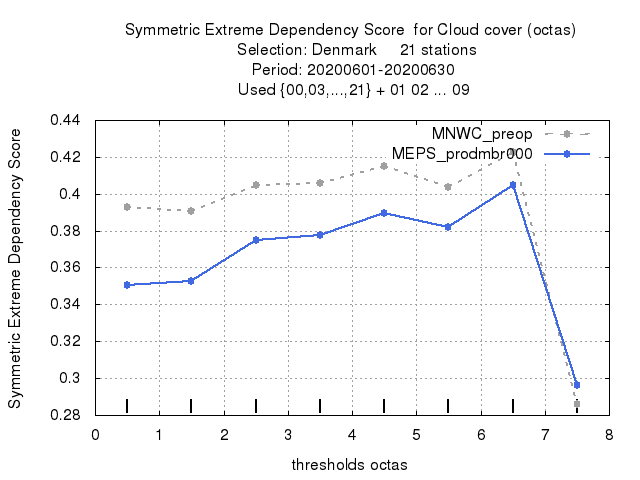 Symmetric Extreme Dependency Score  for Cloud cover (octas)
Selection: Denmark     21 stations
Period: 20200601-20200630
Used {00,03,...,21} + 01 02 ... 09
MNWC_preop
MEPS_prodmbr000
Symmetric Extreme Dependency Score
0.44
0.42
0.4
0.38
0.36
0.34
0.32
0.3
0.28
0 1 2 3 4 5 6 7 8
thresholds octas